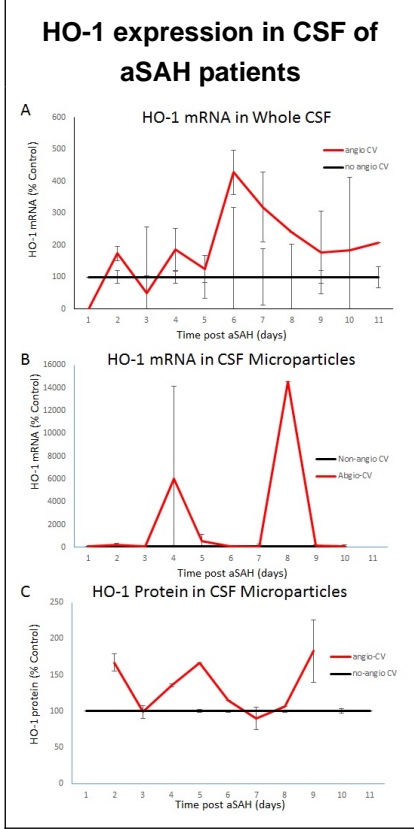 HO-1 expression in CSF of
aSAH patients
A
HO-1 mRNA in Whole CSF
HO-1 mRNA (% Control)
600
500
400
300
200
100
0
angio CV
no angio CV
1 2 3 4 5 6 7 8 9 10 11
Time post aSAH (days)
B
HO-1 mRNA in CSF Microparticles
HO-1 mRNA (% Control)
16000
14000
12000
10000
8000
6000
4000
2000
0
Non-angio CV
Abgio-CV
1 2 3 4 5 6 7 8 9 10 11
Time post aSAH (days)
C
HO-1 Protein in CSF Microparticles
HO-1 protein (% Control)
250
200
150
100
50
0
angio-CV
no-angio CV
1 2 3 4 5 6 7 8 9 10 11
Time post aSAH (days)